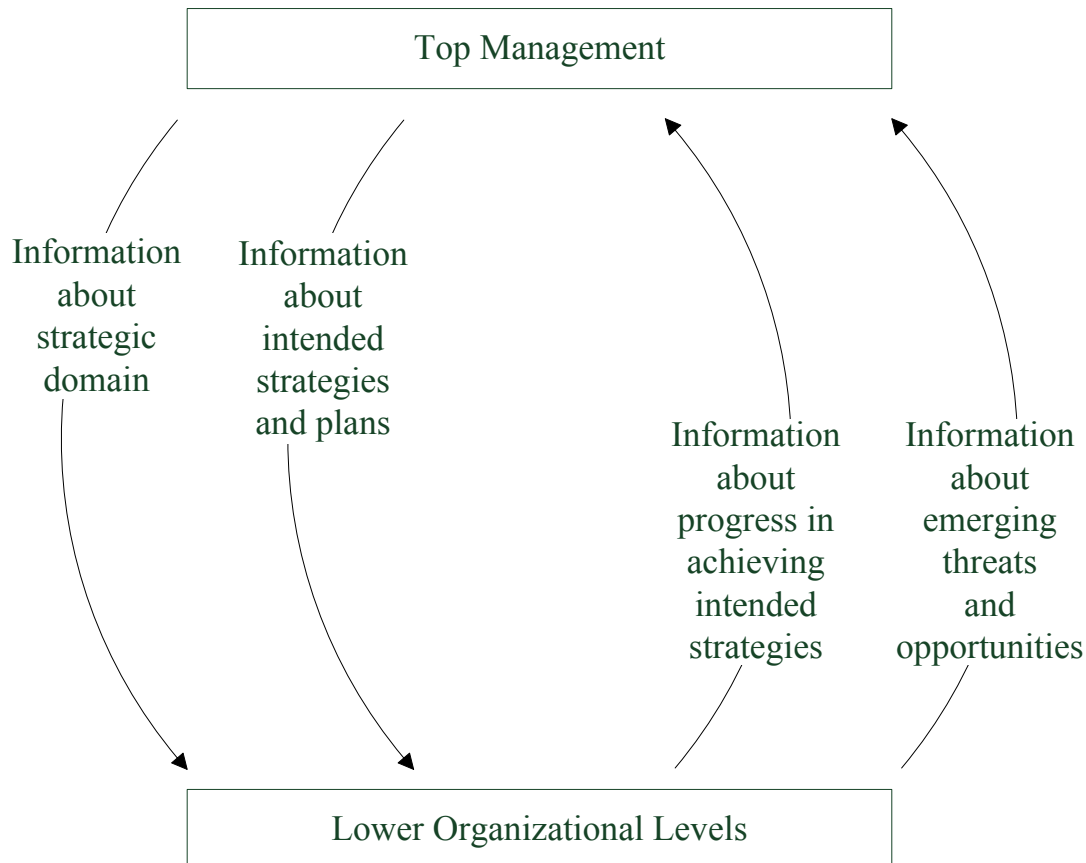 Top Management
Information
about
strategic
domain
Information
about
intended
strategies
and plans
Information
about
progress in
achieving
intended
strategies
Information
about
emerging
threats
and
opportunities
Lower Organizational Levels